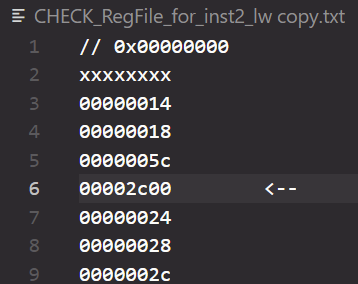 CHECK_RegFile_for_inst2_lw copy.txt
1 // 0x00000000
2 xxxxxxxx
3 00000014
4 00000018
5 0000005c
6 00002c00 <--
7 00000024
8 00000028
9 0000002c